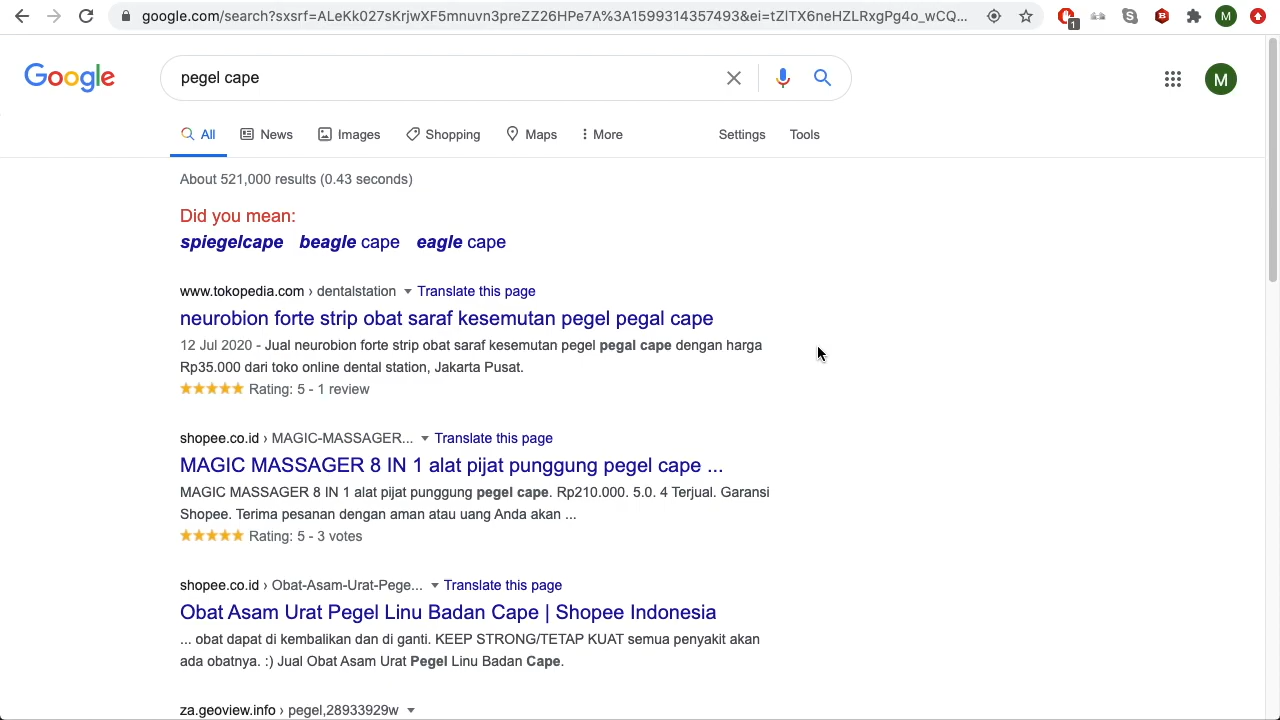 google.com/search?sxsrf=ALeKk027sKrjwXF5mnuvn3preZZ26HPe7A%3A1599314357493&ei=tZlTX6neHZLRxgPg4o_wCQ...
1
M
Google
pegel cape
M
All News Images Shopping Maps More Settings Tools
About 521,000 results (0.43 seconds)
Did you mean:
spiegelcape beagle cape eagle cape
www.tokopedia.com › dentalstation Translate this page
neurobion forte strip obat saraf kesemutan pegel pegal cape
12 Jul 2020 - Jual neurobion forte strip obat saraf kesemutan pegel pegal cape dengan harga
Rp35.000 dari toko online dental station, Jakarta Pusat.
Rating: 5 - 1 review
shopee.co.id › MAGIC-MASSAGER... Translate this page
MAGIC MASSAGER 8 IN 1 alat pijat punggung pegel cape ...
MAGIC MASSAGER 8 IN 1 alat pijat punggung pegel cape. Rp210.000. 5.0. 4 Terjual. Garansi
Shopee. Terima pesanan dengan aman atau uang Anda akan ...
Rating: 5 - 3 votes
shopee.co.id › Obat-Asam-Urat-Pege... Translate this page
Obat Asam Urat Pegel Linu Badan Cape | Shopee Indonesia
... obat dapat di kembalikan dan di ganti. KEEP STRONG/TETAP KUAT semua penyakit akan
ada obatnya. :) Jual Obat Asam Urat Pegel Linu Badan Cape.
za.geoview.info › pegel,28933929w